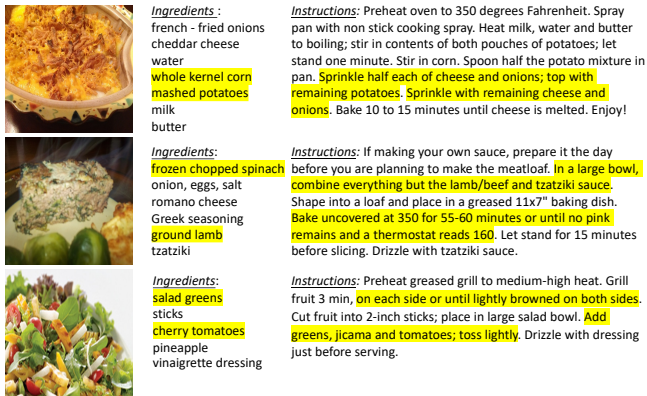 Ingredients :
french - fried onions
cheddar cheese
water
whole kernel corn
mashed potatoes
milk
butter
Instructions: Preheat oven to 350 degrees Fahrenheit. Spray
pan with non stick cooking spray. Heat milk, water and butter
to boiling; stir in contents of both pouches of potatoes; let
stand one minute. Stir in corn. Spoon half the potato mixture in
pan. Sprinkle half each of cheese and onions; top with
remaining potatoes. Sprinkle with remaining cheese and
onions. Bake 10 to 15 minutes until cheese is melted. Enjoy!
Ingredients:
frozen chopped spinach
onion, eggs, salt
romano cheese
Greek seasoning
ground lamb
tzatziki
Instructions: If making your own sauce, prepare it the day
before you are planning to make the meatloaf. In a large bowl,
combine everything but the lamb/beef and tzatziki sauce.
Shape into a loaf and place in a greased 11x7" baking dish.
Bake uncovered at 350 for 55-60 minutes or until no pink
remains and a thermostat reads 160. Let stand for 15 minutes
before slicing. Drizzle with tzatziki sauce.
Ingredients:
salad greens
sticks
cherry tomatoes
pineapple
vinaigrette dressing
Instructions: Preheat greased grill to medium-high heat. Grill
fruit 3 min, on each side or until lightly browned on both sides.
Cut fruit into 2-inch sticks; place in large salad bowl. Add
greens, jicama and tomatoes; toss lightly. Drizzle with dressing
just before serving.